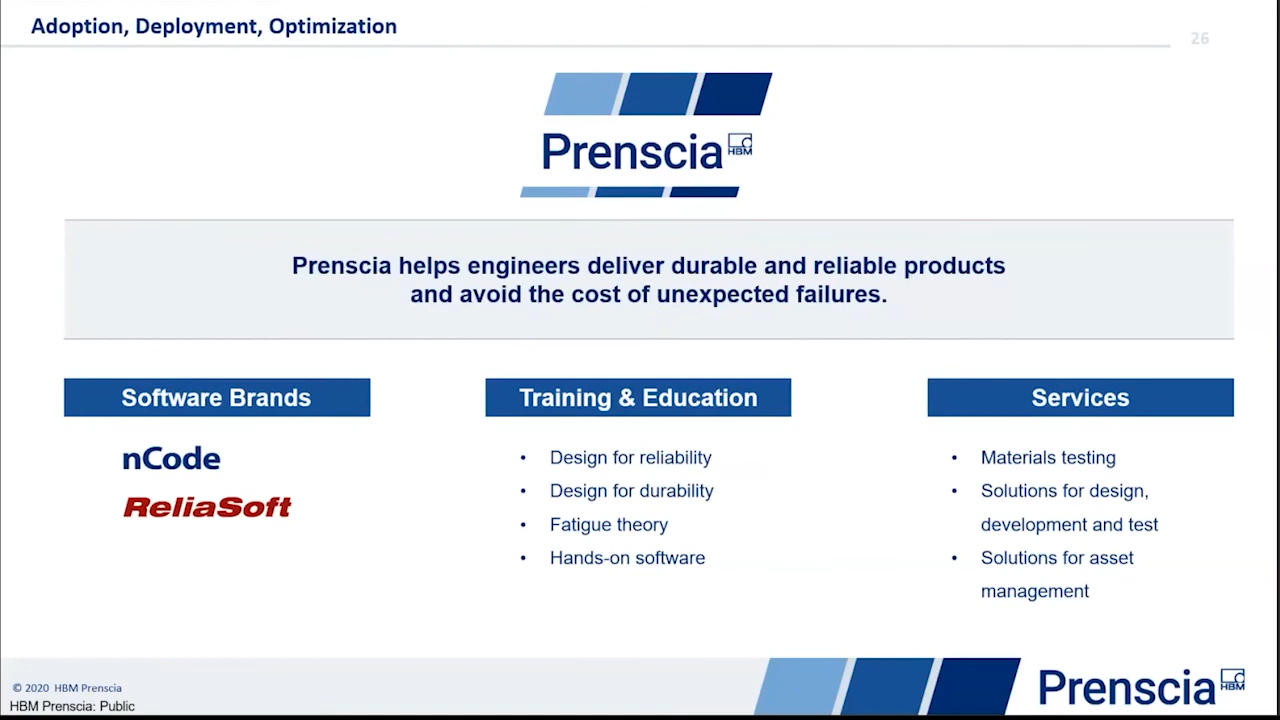 Adoption, Deployment, Optimization
26
Prenscia HBM
Prenscia helps engineers deliver durable and reliable products
and avoid the cost of unexpected failures.
Software Brands
nCode
ReliaSoft
Training & Education
• Design for reliability
• Design for durability
• Fatigue theory
• Hands-on software
Services
• Materials testing
• Solutions for design,
development and test
• Solutions for asset
management
© 2020 HBM Prenscia
HBM Prenscia: Public
Prenscia HBM